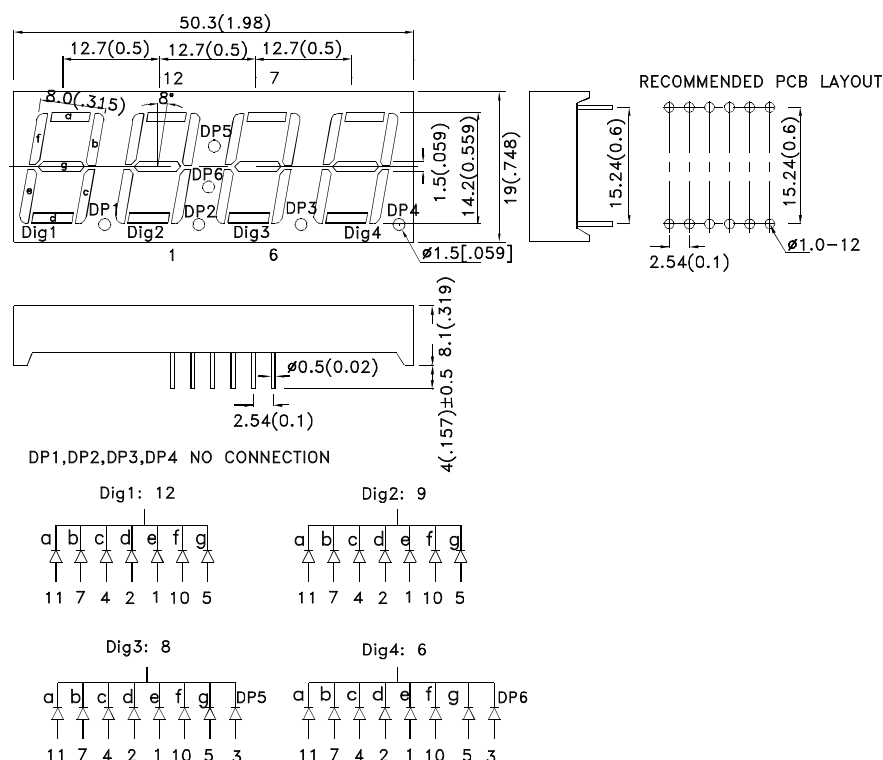 50.3(1.98)
12.7(0.5) 12.7(0.5) 12.7(0.5)
12 7
8.0(.315) 8°
a
f b
g
e c
d
DP5
DP6
DP1 DP2 DP3 DP4
Dig1 Dig2 Dig3 Dig4
1 6
ø1.5[.059]
1.5(.059)
14.2(0.559)
19(.748)
15.24(0.6)
RECOMMENDED PCB LAYOUT
15.24(0.6)
2.54(0.1)
ø1.0-12
8.1(.319)
4(.157)±0.5
ø0.5(0.02)
2.54(0.1)
DP1,DP2,DP3,DP4 NO CONNECTION
Dig1: 12
a b c d e f g
11 7 4 2 1 10 5
Dig2: 9
a b c d e f g
11 7 4 2 1 10 5
Dig3: 8
a b c d e f g DP5
11 7 4 2 1 10 5 3
Dig4: 6
a b c d e f g DP6
11 7 4 2 1 10 5 3